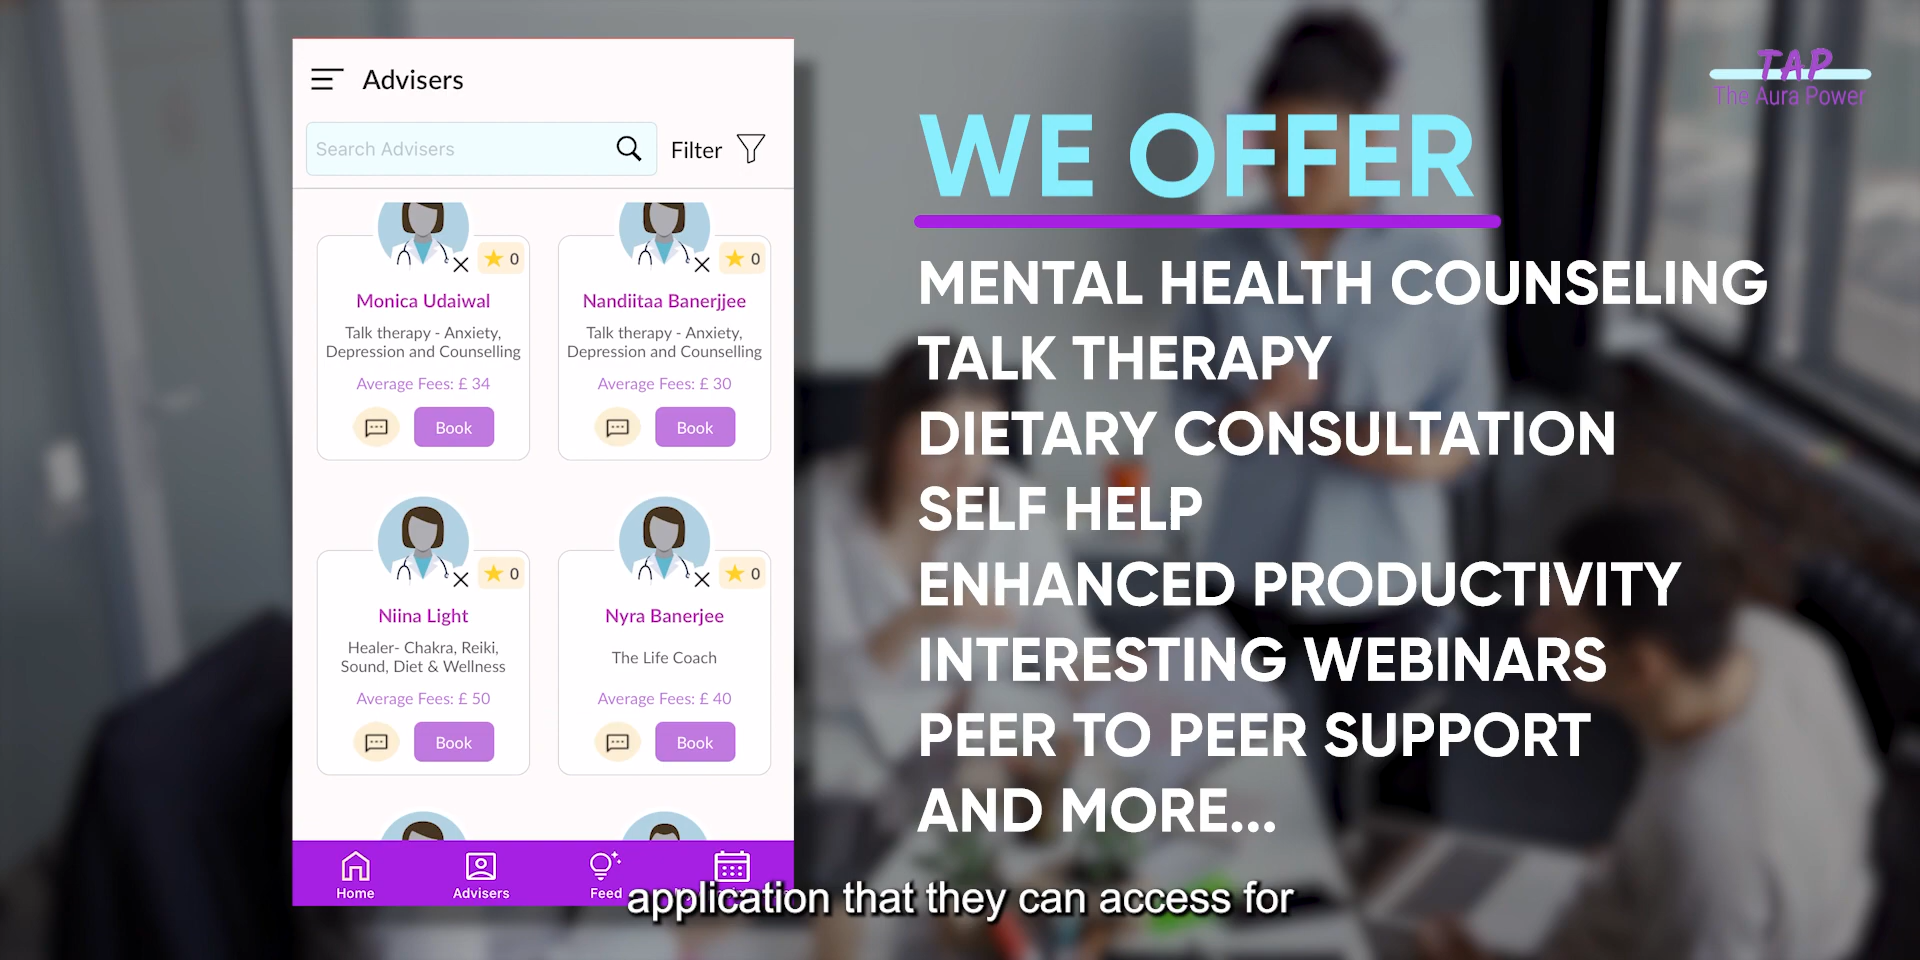 Advisers
Search Advisers
Filter
0
0
Monica Udaiwal
Nandiitaa Banerjjee
Talk therapy - Anxiety,
Depression and Counselling
Talk therapy - Anxiety,
Depression and Counselling
Average Fees: £ 34
Average Fees: £ 30
Book
Book
0
0
Niina Light
Nyra Banerjee
Healer- Chakra, Reiki,
Sound, Diet & Wellness
The Life Coach
Average Fees: £ 50
Average Fees: £ 40
Book
Book
Home
Advisers
Feed
TAP
The Aura Power
WE OFFER
MENTAL HEALTH COUNSELING
TALK THERAPY
DIETARY CONSULTATION
SELF HELP
ENHANCED PRODUCTIVITY
INTERESTING WEBINARS
PEER TO PEER SUPPORT
AND MORE...
application that they can access for